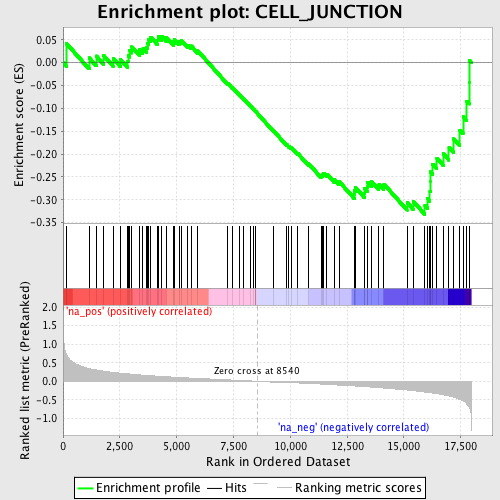 Enrichment plot: CELL_JUNCTION
Enrichment score (ES)
0.05
0.00
-0.05
-0.10
-0.15
-0.20
-0.25
-0.30
-0.35
'na_pos' (positively correlated)
Ranked list metric (PreRanked)
2.0
1.5
1.0
0.5
0.0
-0.5
-1.0
Zero cross at 8540
'na_neg' (negatively correlated)
0
2,500
5,000
7,500
10,000
12,500
15,000
17,500
Rank in Ordered Dataset
Enrichment profile
Hits
Ranking metric scores